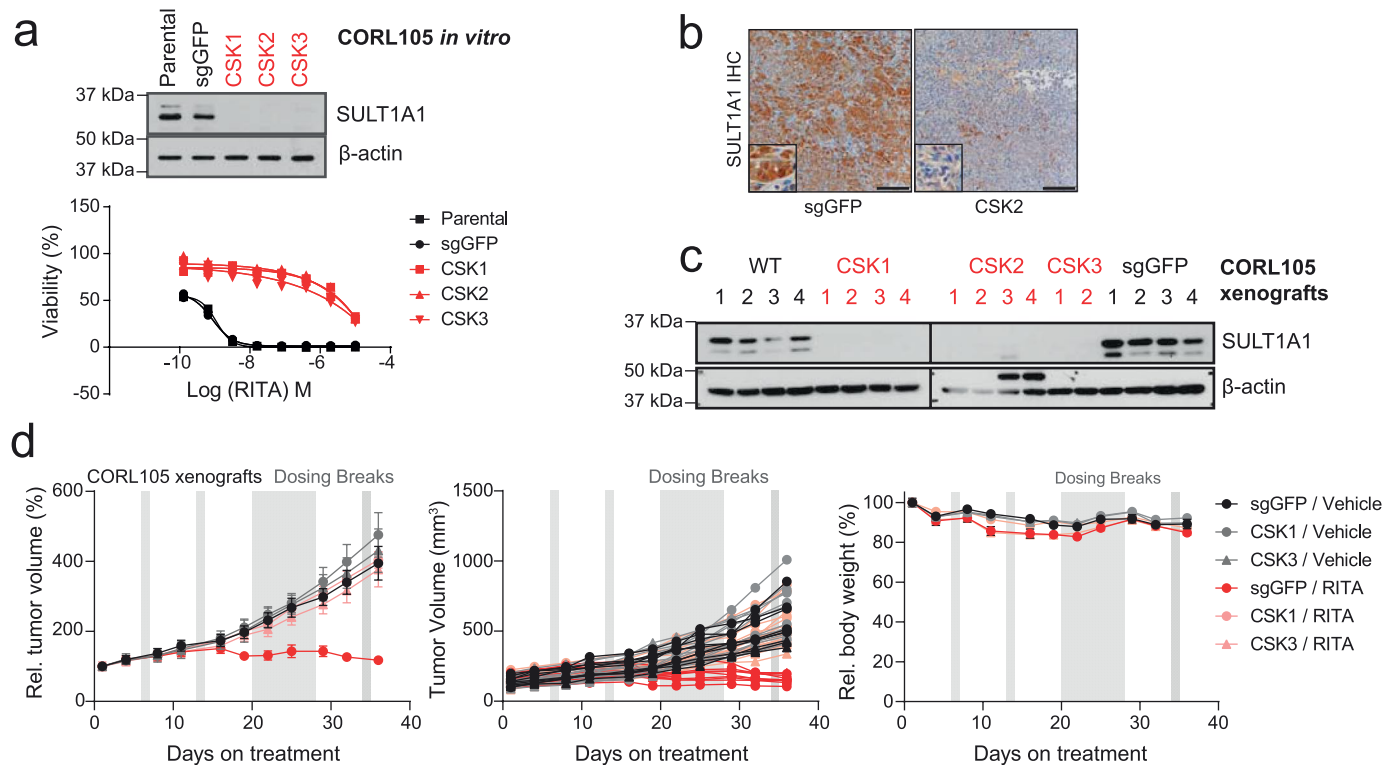 a
Parental
sgGFP
CSK1
CSK2
CSK3
CORL105 in vitro
37 kDa
SULT1A1
50 kDa
β-actin
37 kDa
150
100
50
0
-50
-10
-8
-6
-4
Viability (%)
Log (RITA) M
Parental
sgGFP
CSK1
CSK2
CSK3
b
SULT1A1 IHC
sgGFP
CSK2
c
WT CSK1 CSK2 CSK3 sgGFP CORL105
1 2 3 4 1 2 3 4 1 2 3 4 1 2 1 2 3 4 xenografts
37 kDa
SULT1A1
50 kDa
β-actin
37 kDa
d
CORL105 xenografts Dosing Breaks
600
400
200
0
Rel. tumor volume (%)
0 10 20 30 40
Days on treatment
Dosing Breaks
1500
1000
500
0
Tumor Volume (mm³)
0 10 20 30 40
Days on treatment
Dosing Breaks
100
80
60
40
20
0
Rel. body weight (%)
0 10 20 30 40
Days on treatment
sgGFP / Vehicle
CSK1 / Vehicle
CSK3 / Vehicle
sgGFP / RITA
CSK1 / RITA
CSK3 / RITA